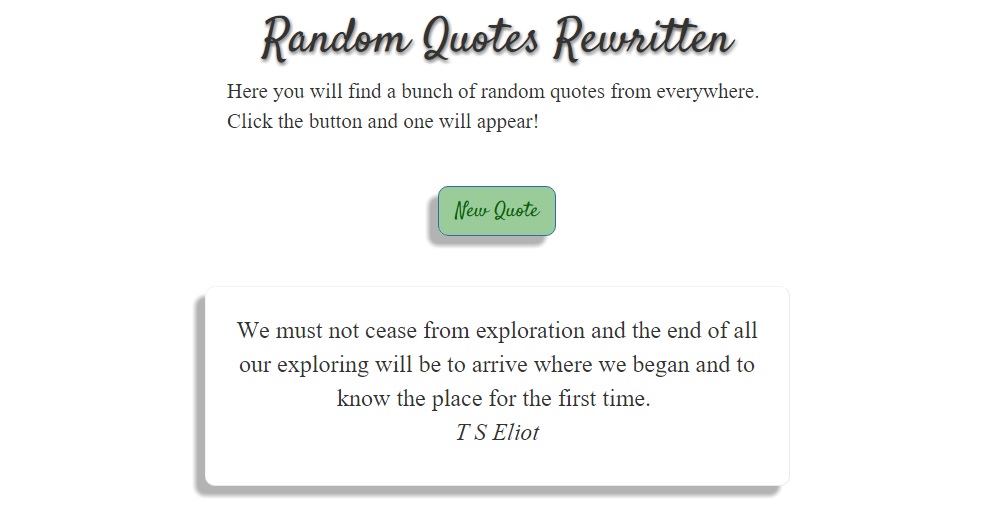 Random Quotes Rewritten
Here you will find a bunch of random quotes from everywhere.
Click the button and one will appear!
New Quote
We must not cease from exploration and the end of all
our exploring will be to arrive where we began and to
know the place for the first time.
T S Eliot